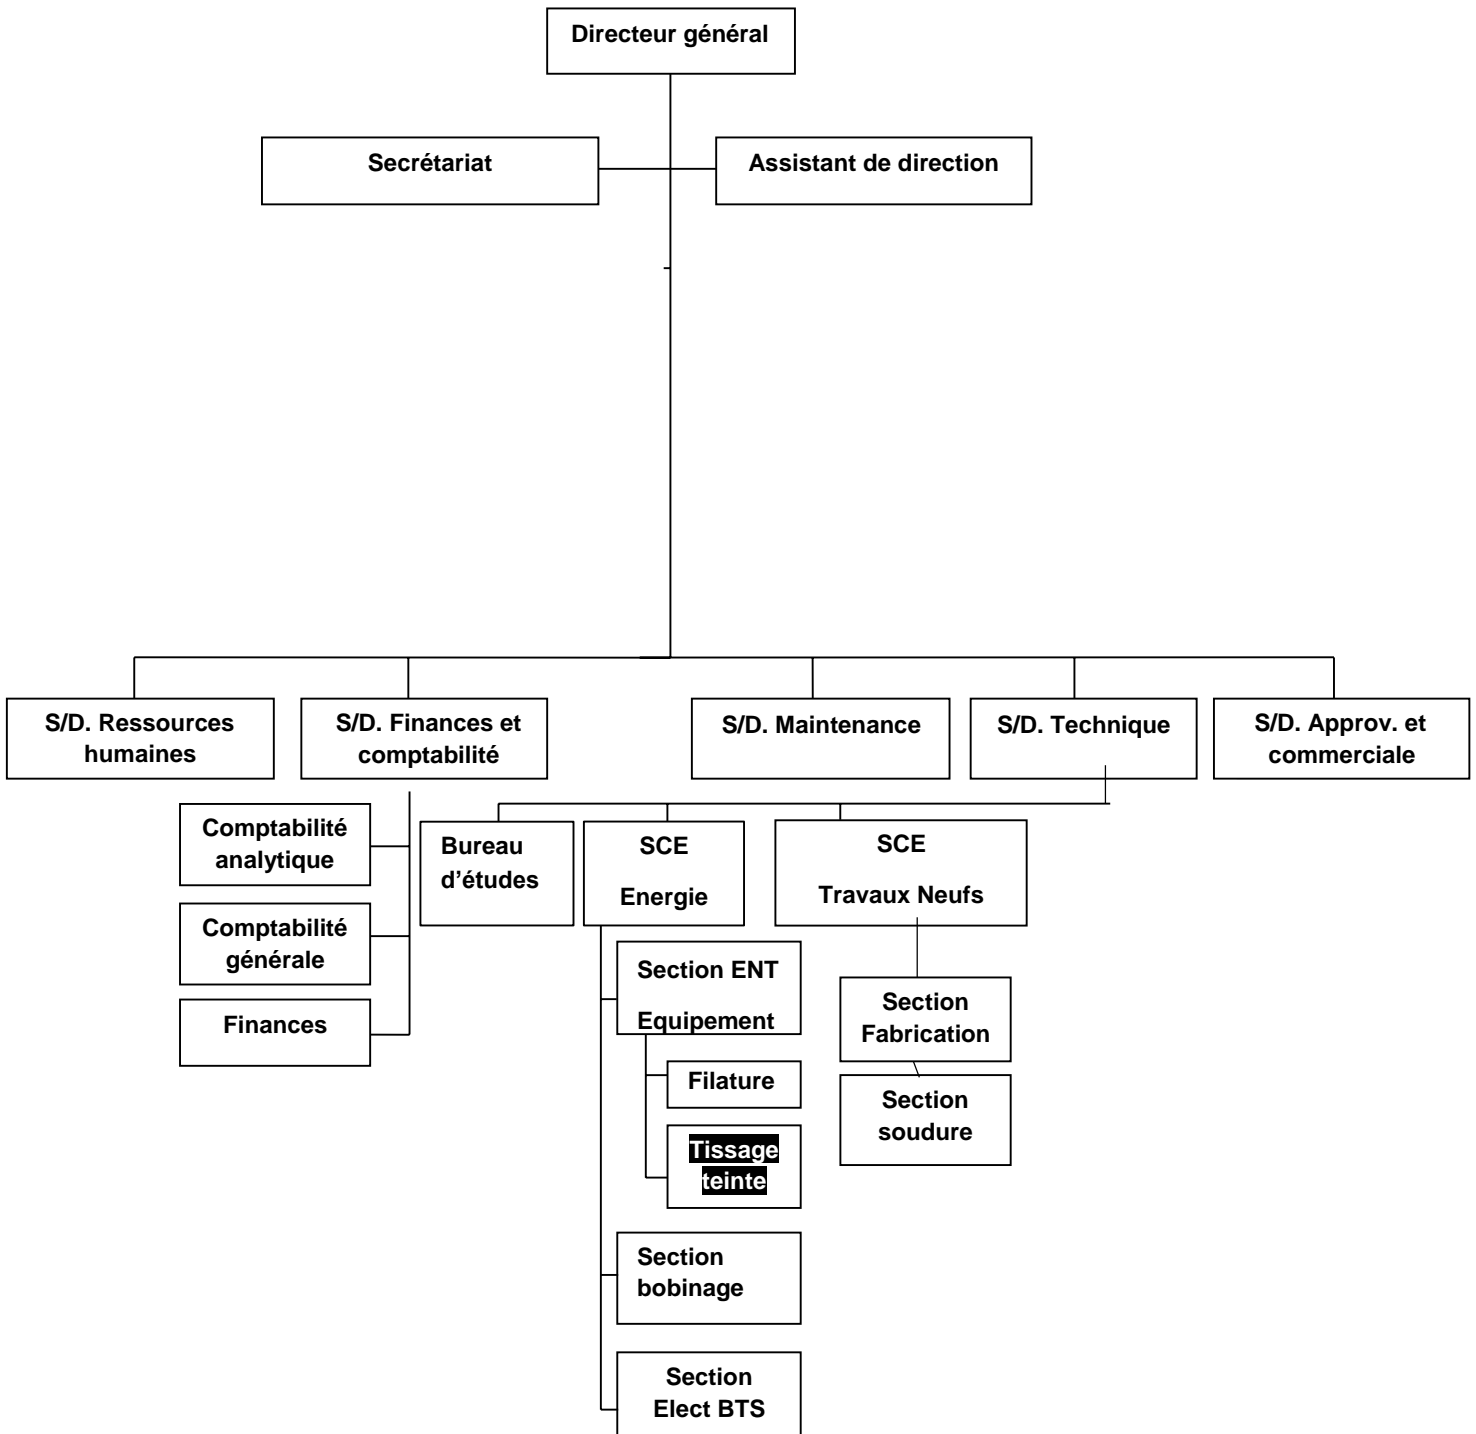 Directeur général
Secrétariat
Assistant de direction
S/D. Ressources
humaines
S/D. Finances et
comptabilité
S/D. Maintenance
S/D. Technique
S/D. Approv. et
commerciale
Comptabilité
analytique
Comptabilité
générale
Finances
Bureau
d’études
SCE
Energie
SCE
Travaux Neufs
Section ENT
Equipement
Filature
Tissage
teinte
Section
bobinage
Section
Elect BTS
Section
Fabrication
Section
soudure